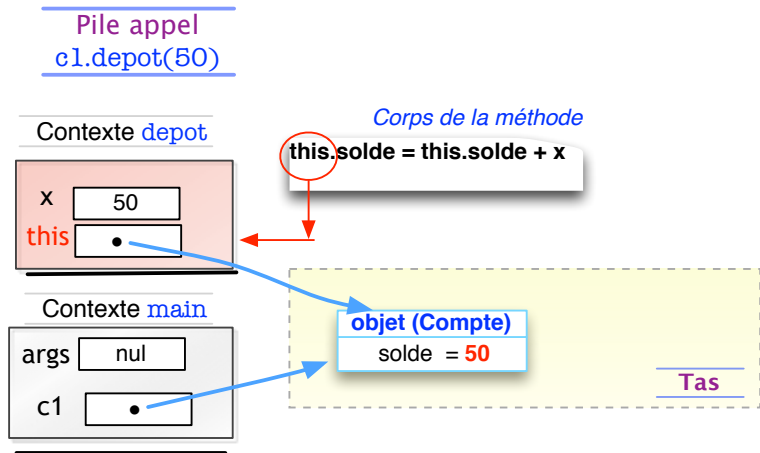 Pile appel
c1.depot(50)
Corps de la méthode
Contexte depot
this.solde = this.solde + x
x 50
this
Contexte main
objet (Compte)
args nul
solde = 50
Tas
c1